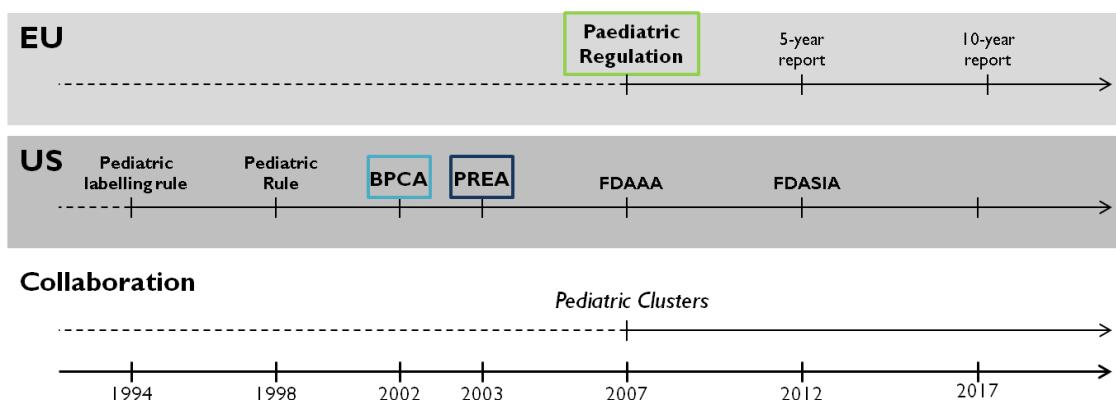 EU
Paediatric
Regulation
5-year
report
10-year
report
US
Pediatric
labelling rule
Pediatric
Rule
BPCA
PREA
FDAAA
FDASIA
Collaboration
Pediatric Clusters
1994
1998
2002
2003
2007
2012
2017